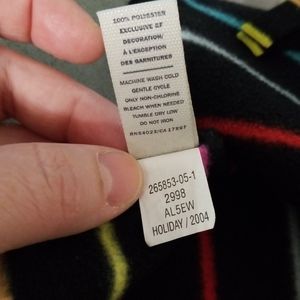 100% POLYESTER
EXCLUSIVE OF
DECORATION/
À L'EXCEPTION
DES GARNITURES
MACHINE WASH COLD
GENTLE CYCLE
ONLY NON-CHLORINE
BLEACH WHEN NEEDED
TUMBLE DRY LOW
DO NOT IRON
RN54023/CA17897
265853-05-1
2998
AL5EW
HOLIDAY / 2004